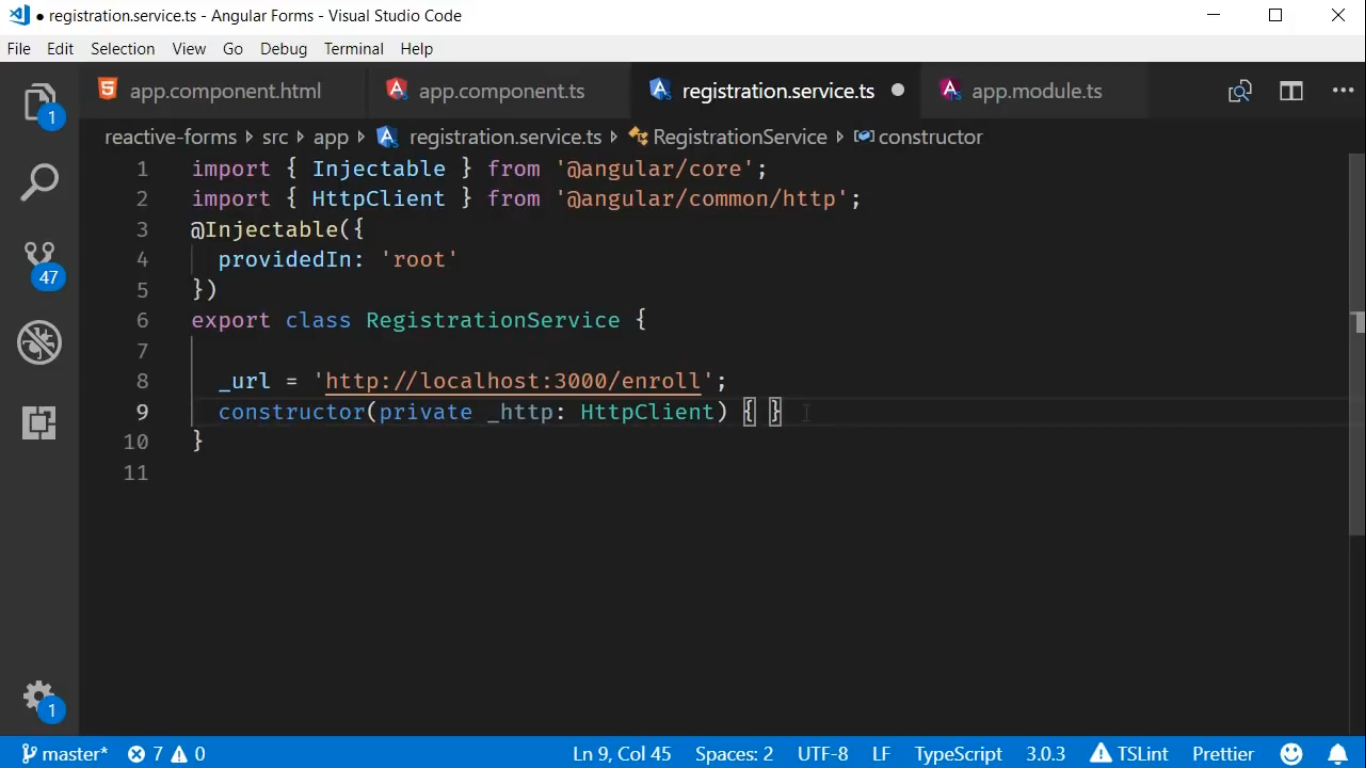 ● registration.service.ts - Angular Forms - Visual Studio Code
File Edit Selection View Go Debug Terminal Help
1
app.component.html app.component.ts registration.service.ts ● app.module.ts
reactive-forms src app registration.service.ts RegistrationService constructor
1 import { Injectable } from '@angular/core';
2 import { HttpClient } from '@angular/common/http';
3 @Injectable({
4   providedIn: 'root'
47
5 })
6 export class RegistrationService {
7
8   _url = 'http://localhost:3000/enroll';
9   constructor(private _http: HttpClient) { }
10 }
11
1
master* 7 0 Ln 9, Col 45 Spaces: 2 UTF-8 LF TypeScript 3.0.3 TSLint Prettier